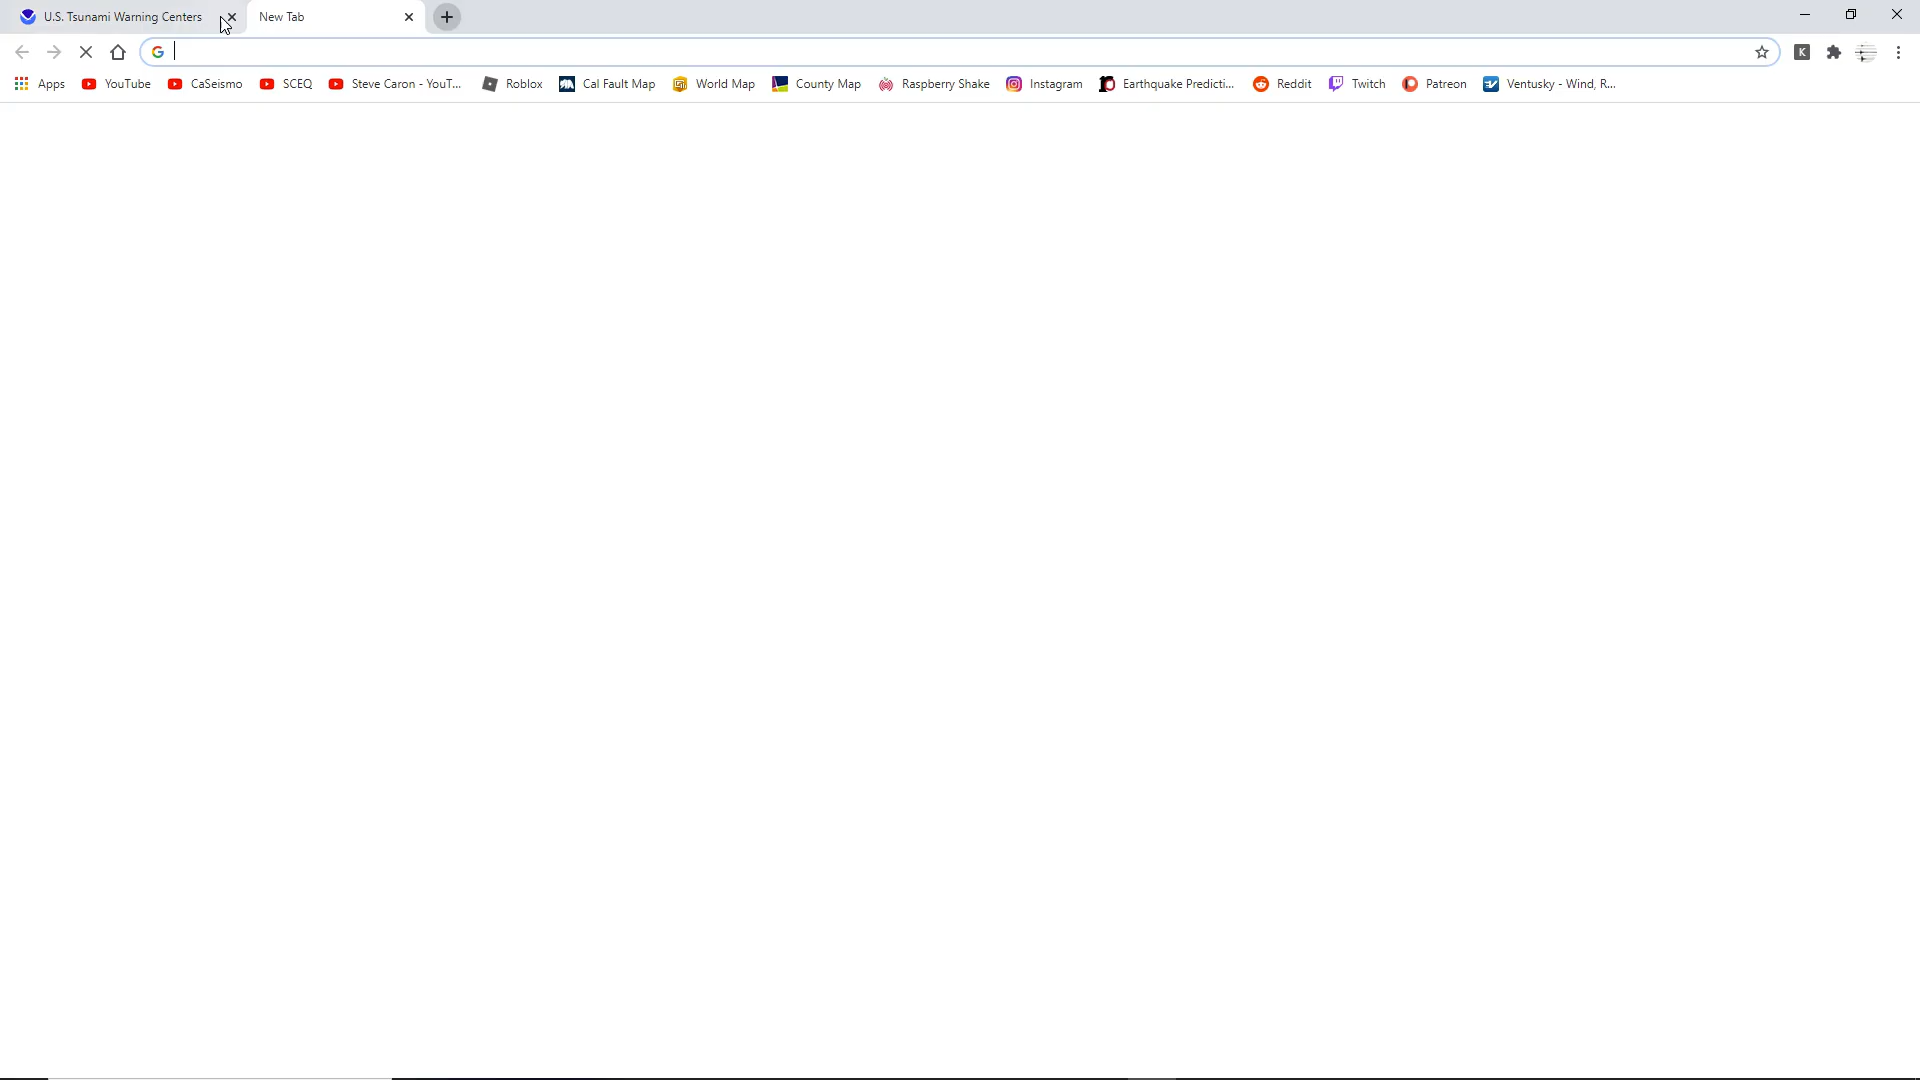 U.S. Tsunami Warning Centers New Tab
Apps YouTube CaSeismo SCEQ Steve Caron - YouT... Roblox Cal Fault Map World Map County Map Raspberry Shake Instagram Earthquake Predicti... Reddit Twitch Patreon Ventusky - Wind, R...